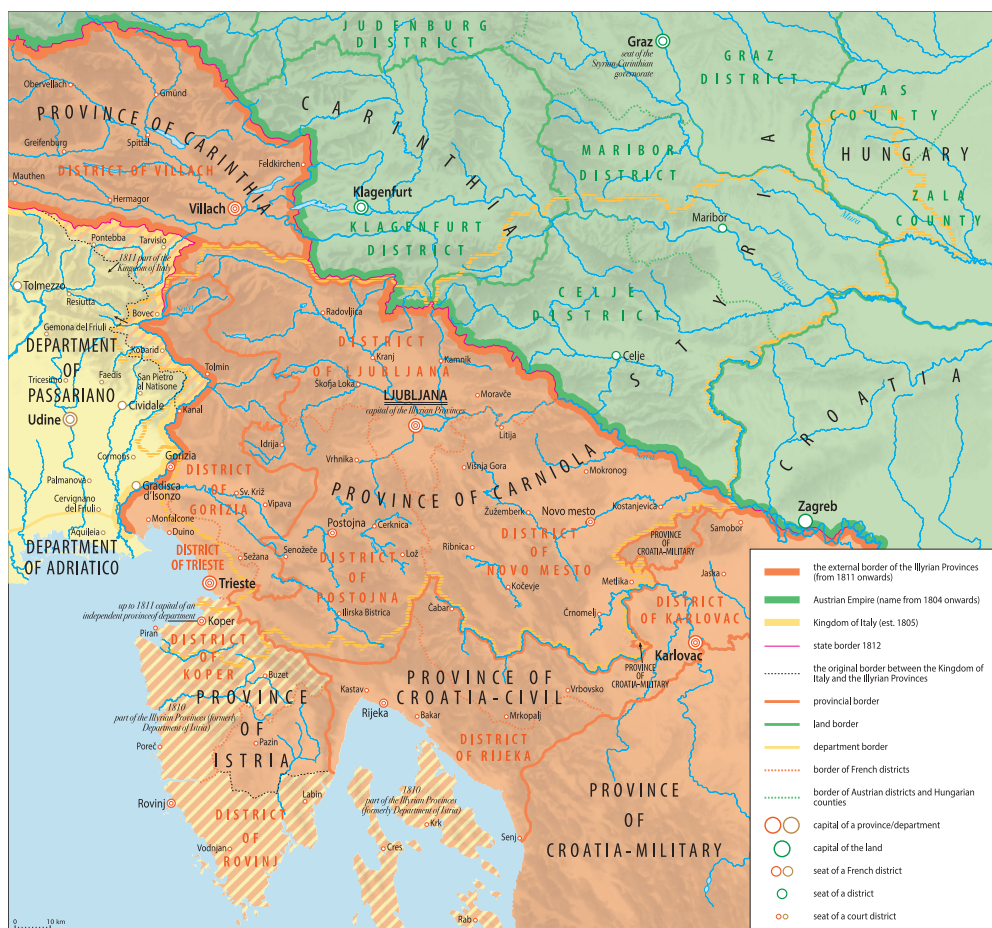 JUDENBURG
DISTRICT
Graz
seat of the
Styrian Carinthian
governorate
GRAZ
DISTRICT
VAS
COUNTY
HUNGARY
ZALA
COUNTY
Mura
Obervellach
Gmünd
PROVINCE OF CARINTHIA
Greifenburg
Spittal
DISTRICT OF VILLACH
Feldkirchen
Mauthen
Hermagor
Villach
CARINTHIA
Klagenfurt
KLAGENFURT
DISTRICT
MARIBOR
DISTRICT
Maribor
STYRIA
Drava
CELJE
DISTRICT
Celje
CROATIA
Zagreb
Pontebba
Tarvisio
1811 part of the
Kingdom of Italy
Tolmezzo
Resiutta
Bovec
Gemona del Friuli
DEPARTMENT
OF
PASSARIANO
Kobarid
Tricesimo
Faedis
San Pietro
al Natisone
Cividale
Udine
Tolmin
Kanal
Cormons
Gorizia
Palmanova
Gradisca
d'Isonzo
Cervignano
del Friuli
Aquileia
DEPARTMENT
OF ADRIATICO
Monfalcone
Duino
Radovljica
DISTRICT
OF LJUBLJANA
Kranj
Kamnik
Škofja Loka
LJUBLJANA
capital of the Illyrian Provinces
Moravče
Litija
Idrija
Vrhnika
Višnja Gora
Mokronog
PROVINCE OF CARNIOLA
DISTRICT
OF
GORIZIA
Sv. Križ
Vipava
Postojna
Cerknica
Žužemberk
Novo mesto
Kostanjevica
Samobor
DISTRICT
OF TRIESTE
Sežana
Senožeče
DISTRICT
OF
POSTOJNA
Lož
Ribnica
DISTRICT
OF
NOVO MESTO
PROVINCE
OF
CROATIA-MILITARY
Jaska
Trieste
Kočevje
Metlika
Ilirska Bistrica
Čabar
Črnomelj
DISTRICT
OF KARLOVAC
Karlovac
PROVINCE
OF
CROATIA-MILITARY
up to 1811 capital of an
independent province of department
Koper
Piran
DISTRICT
OF
KOPER
Buzet
PROVINCE
OF
ISTRIA
1810
part of the Illyrian Provinces (formerly
Department of Istria)
Poreč
Pazin
Kastav
Rijeka
Bakar
PROVINCE OF
CROATIA-CIVIL
Vrbovsko
Mrkopalj
DISTRICT
OF RIJEKA
Rovinj
Labin
DISTRICT
OF
ROVINJ
Vodnjan
1810
part of the Illyrian Provinces
(formerly Department of Istria)
Krk
Cres
Rab
Senj
PROVINCE
OF
CROATIA-MILITARY
0 10 km
the external border of the Illyrian Provinces
(from 1811 onwards)
Austrian Empire (name from 1804 onwards)
Kingdom of Italy (est. 1805)
state border 1812
the original border between the Kingdom of
Italy and the Illyrian Provinces
provincial border
land border
department border
border of French districts
border of Austrian districts and Hungarian
counties
capital of a province/department
capital of the land
seat of a French district
seat of a district
seat of a court district